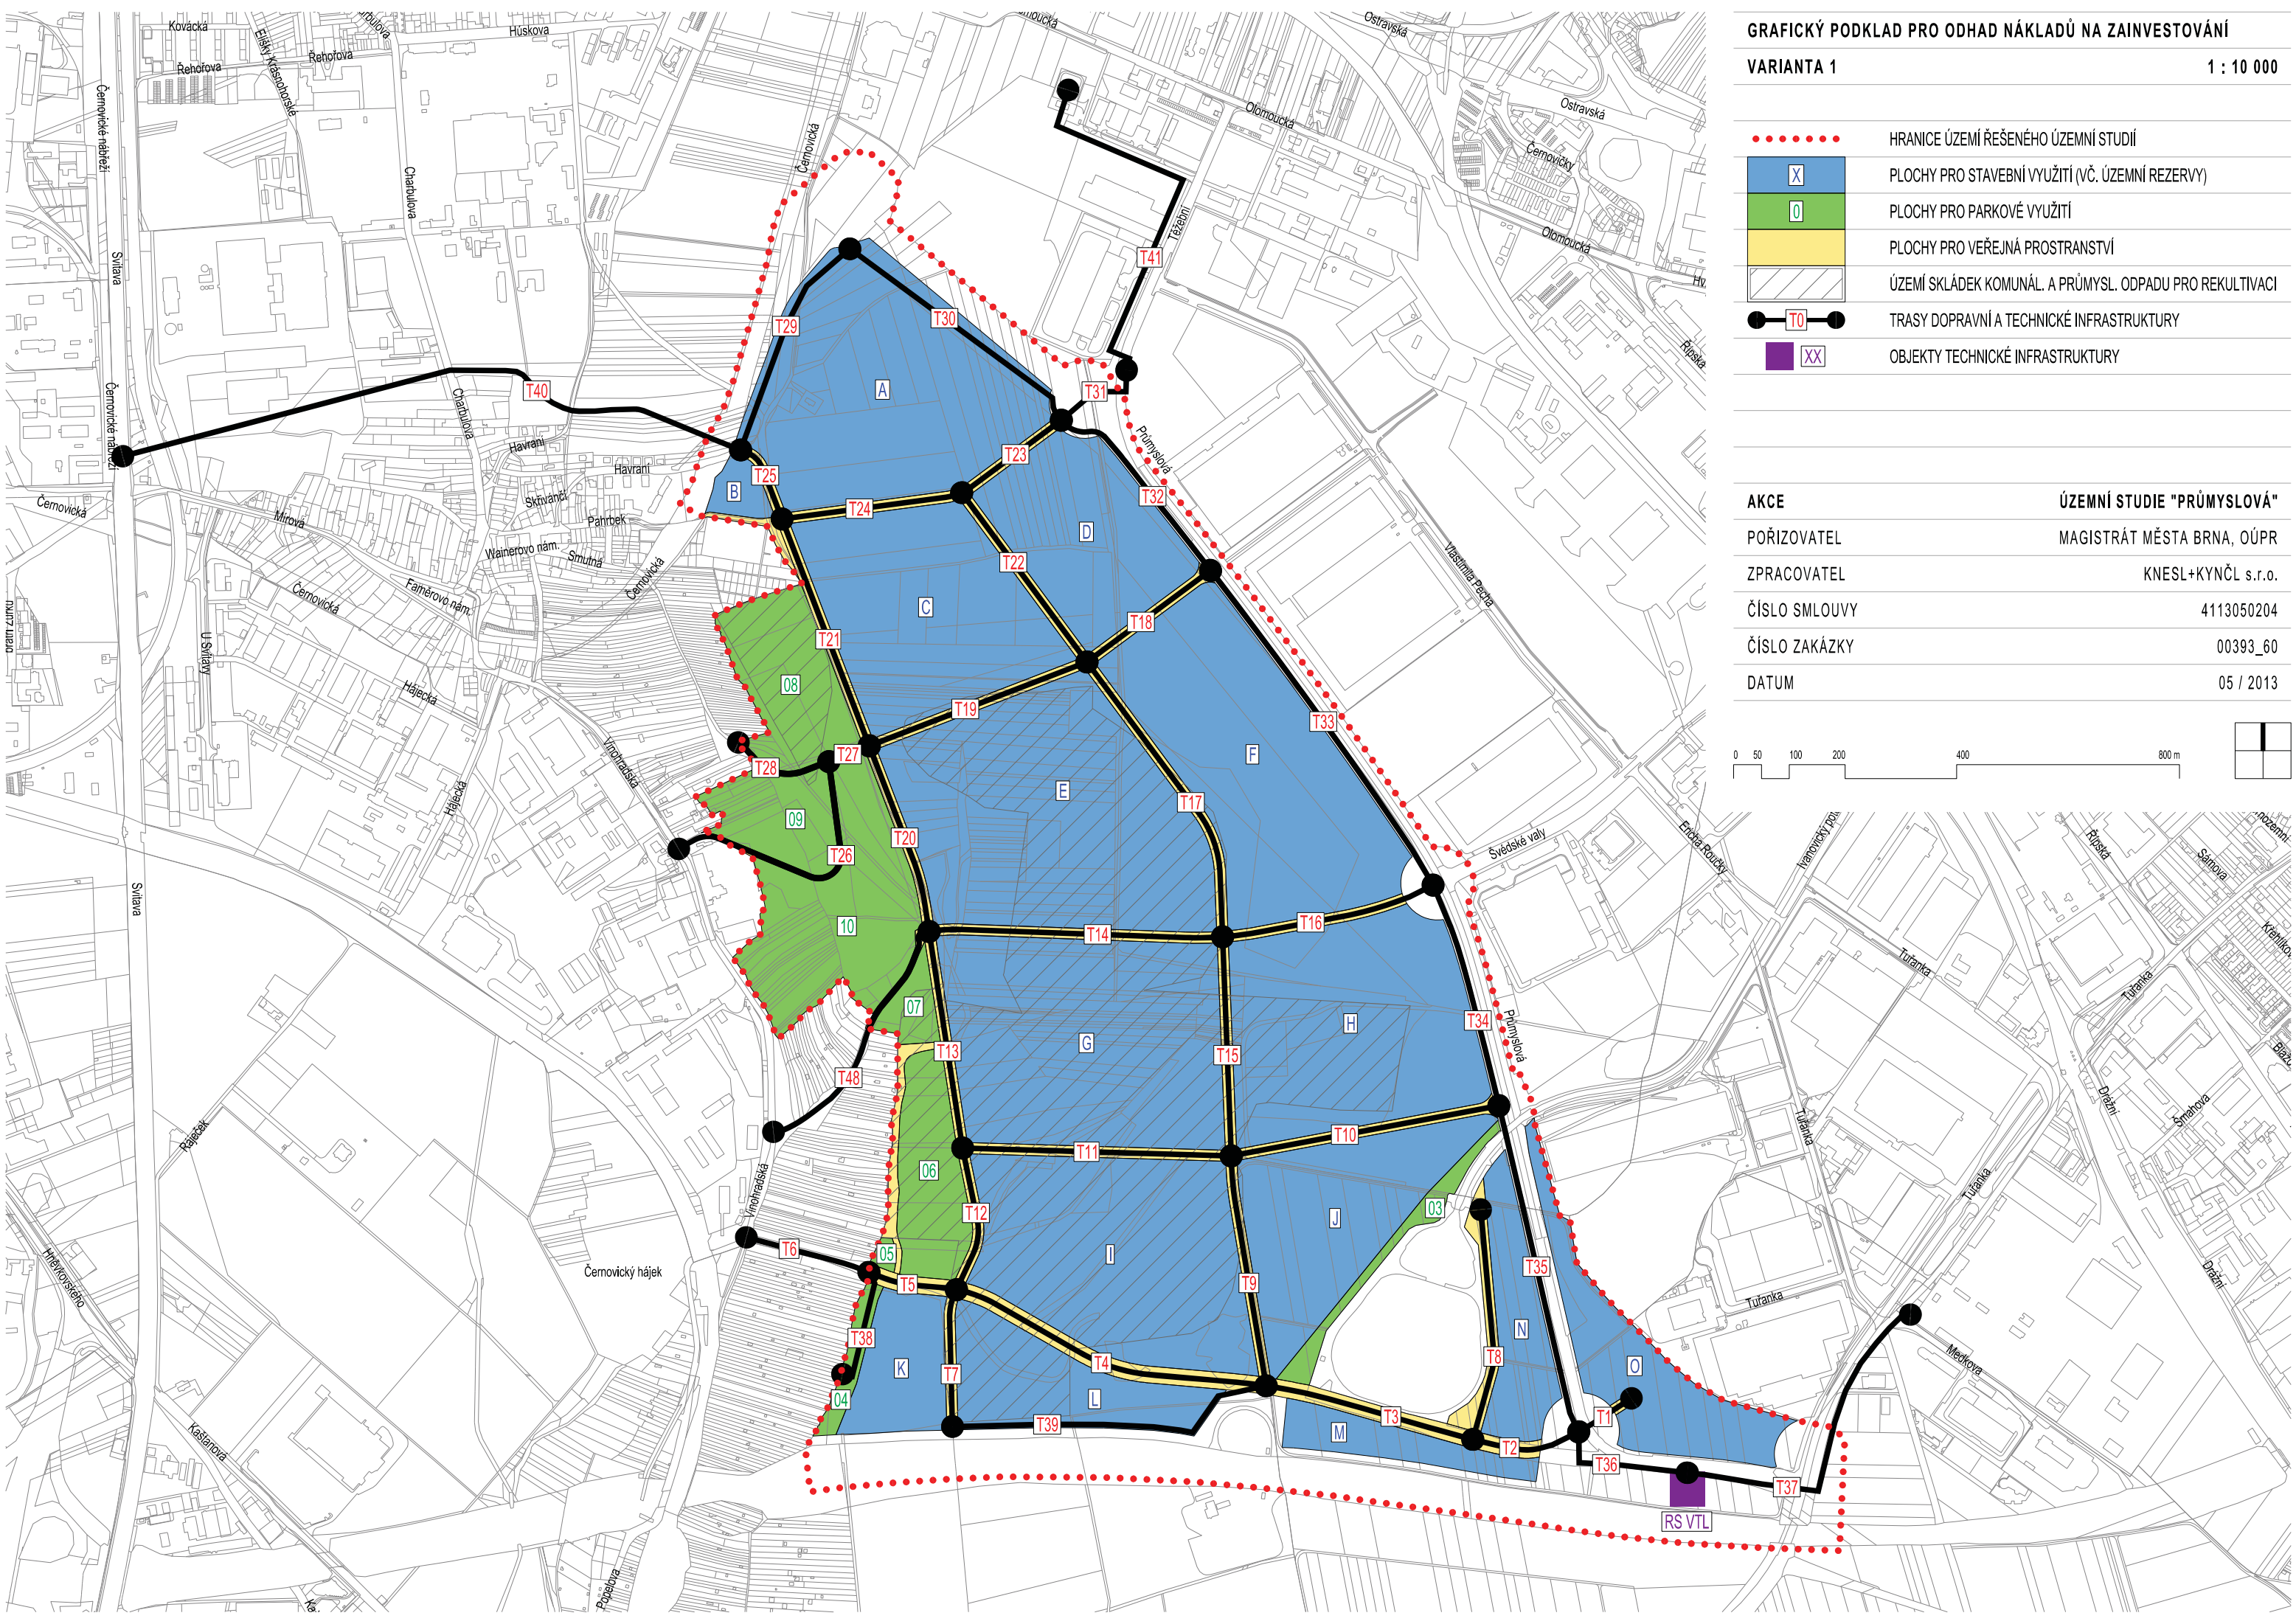 GRAFICKÝ PODKLAD PRO ODHAD NÁKLADŮ NA ZAINVESTOVÁNÍ
VARIANTA 1 1 : 10 000
HRANICE ÚZEMÍ ŘEŠENÉHO ÚZEMNÍ STUDIÍ
X PLOCHY PRO STAVEBNÍ VYUŽITÍ (VČ. ÚZEMNÍ REZERVY)
0 PLOCHY PRO PARKOVÉ VYUŽITÍ
PLOCHY PRO VEŘEJNÁ PROSTRANSTVÍ
ÚZEMÍ SKLÁDEK KOMUNÁL. A PRŮMYSL. ODPADU PRO REKULTIVACI
T0 TRASY DOPRAVNÍ A TECHNICKÉ INFRASTRUKTURY
XX OBJEKTY TECHNICKÉ INFRASTRUKTURY
AKCE ÚZEMNÍ STUDIE "PRŮMYSLOVÁ"
POŘIZOVATEL MAGISTRÁT MĚSTA BRNA, OÚPR
ZPRACOVATEL KNESL+KYNČL s.r.o.
ČÍSLO SMLOUVY 4113050204
ČÍSLO ZAKÁZKY 00393_60
DATUM 05 / 2013
0 50 100 200 400 800 m
Kovácká
Elišky Krásnohorské
Húskova
Řehořova
Řehořova
Černovické nábřeží
Charbulova
Černovická
Olomoucká
Ostravská
Ostravská
Černovičky
Olomoucká
Těžební
Řípská
Svitava
Černovické nábřeží
Charbulova
Havraní
Havraní
Skřivánčí
Pahrbek
Mírová
Černovická
Wainerovo nám.
Smutná
Faměrovo nám.
Černovická
Černovická
U Svitavy
Hájecká
Hájecká
Vinohradská
Průmyslová
Vlastimila Pecha
Švédské valy
Ericha Roučky
Řípská
Sámova
Tuřanka
Tuřanka
Průmyslová
Tuřanka
Drážní
Šmahova
Tuřanka
Tuřanka
Drážní
Medkova
Svitava
Ráječek
Vinohradská
Černovický hájek
Hněvkovského
Kaštanová
Popelova
T41
T29
T30
A
T40
T31
T23
T25
B
T32
T24
D
T22
C
T18
T21
08
T19
T33
T27
T28
F
E
T17
09
T20
T26
10
T16
T14
07
H
T34
G
T13
T15
T48
T10
T11
06
03
T12
J
T6
05
I
T5
T9
T35
N
T38
T8
K
T4
O
T7
04
L
T3
T1
T39
M
T2
T36
T37
RS VTL